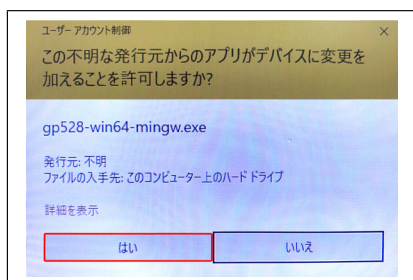 ユーザー アカウント制御
×
この不明な発行元からのアプリがデバイスに変更を
加えることを許可しますか?
gp528-win64-mingw.exe
発行元: 不明
ファイルの入手先: このコンピューター上のハード ドライブ
詳細を表示
はい
いいえ